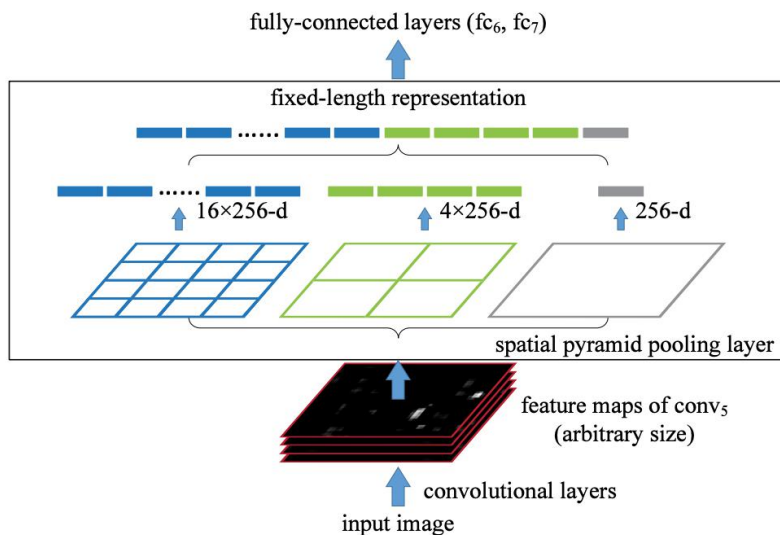 fully-connected layers (fc₆, fc₇)
fixed-length representation
......
......
16×256-d
4×256-d
256-d
spatial pyramid pooling layer
feature maps of conv₅
(arbitrary size)
convolutional layers
input image